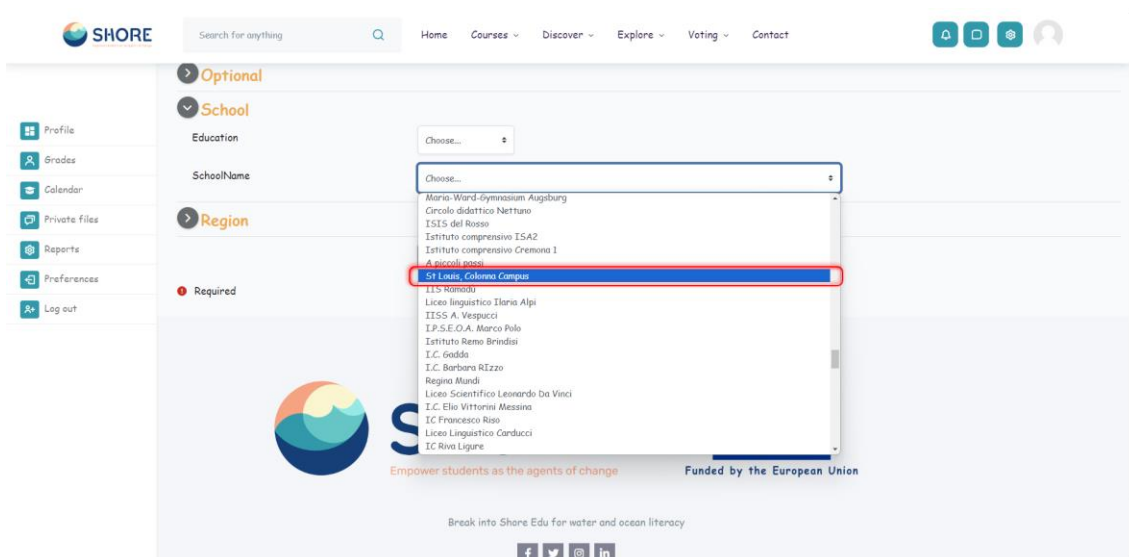 SHORE
Search for anything
Home Courses Discover Explore Voting Contact
Optional
School
Profile
Education
Choose...
Grades
SchoolName
Choose...
Calendar
Maria-Ward-Gymnasium Augsburg
Circolo didattico Nettuno
Private files
Region
ISIS del Rosso
Istituto comprensivo ISA2
Reports
Istituto comprensivo Cremona 1
A piccoli passi
Preferences
St Louis, Colonna Campus
Required
IIS Ramadù
Log out
Liceo linguistico Ilaria Alpi
IISS A. Vespucci
I.P.S.E.O.A. Marco Polo
Istituto Remo Brindisi
I.C. Gadda
I.C. Barbara RIzzo
Regina Mundi
Liceo Scientifico Leonardo Da Vinci
I.C. Elio Vittorini Messina
IC Francesco Riso
Liceo Linguistico Carducci
IC Riva Ligure
S
Empower students as the agents of change
Funded by the European Union
Break into Shore Edu for water and ocean literacy